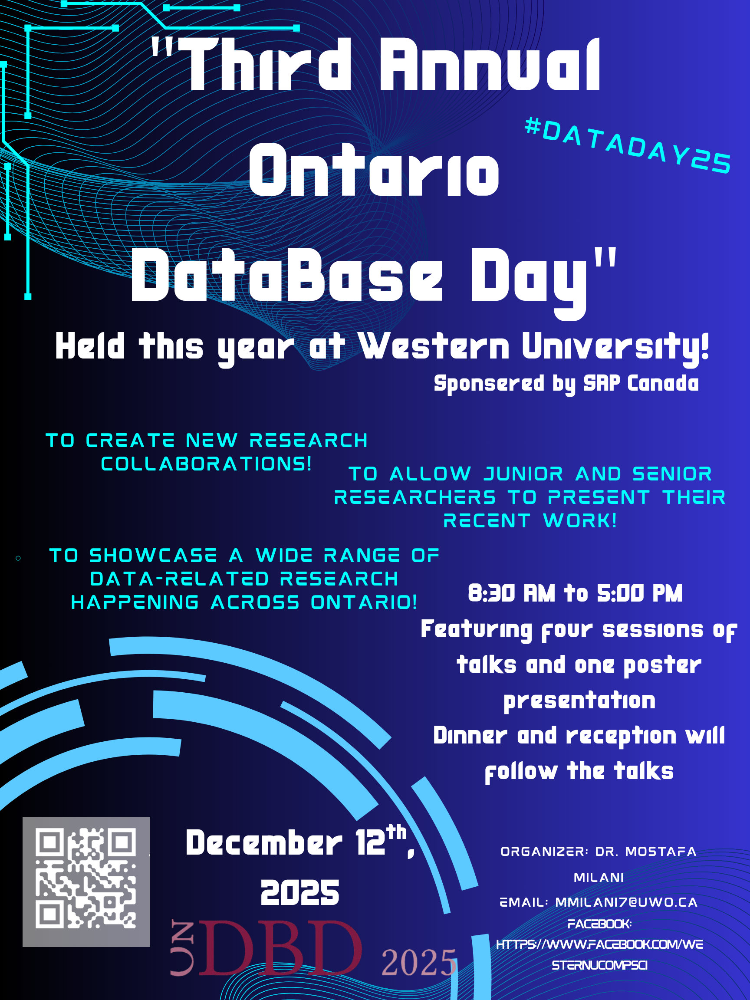 "Third Annual
#DATADAY25
Ontario
DataBase Day"
Held this year at Western University!
Sponsered by SAP Canada
TO CREATE NEW RESEARCH
COLLABORATIONS!
TO ALLOW JUNIOR AND SENIOR
RESEARCHERS TO PRESENT THEIR
RECENT WORK!
TO SHOWCASE A WIDE RANGE OF
DATA-RELATED RESEARCH
HAPPENING ACROSS ONTARIO!
8:30 AM to 5:00 PM
Featuring four sessions of
talks and one poster
presentation
Dinner and reception will
follow the talks
December 12th,
2025
ON DBD 2025
ORGANIZER: DR. MOSTAFA
MILANI
EMAIL: MMILANI7@UWO.CA
FACEBOOK:
HTTPS://WWW.FACEBOOK.COM/WE
STERNUCOMPSCI